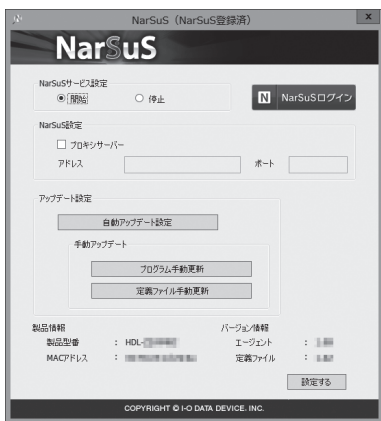 NarSuS（NarSuS登録済）
x
NarSuS
NarSuSサービス設定
開始
停止
N NarSuSログイン
NarSuS設定
プロキシサーバー
アドレス
ポート
アップデート設定
自動アップデート設定
手動アップデート
プログラム手動更新
定義ファイル手動更新
製品情報
バージョン情報
製品型番 : HDL-
エージェント :
MACアドレス :
定義ファイル :
設定する
COPYRIGHT © I-O DATA DEVICE. INC.